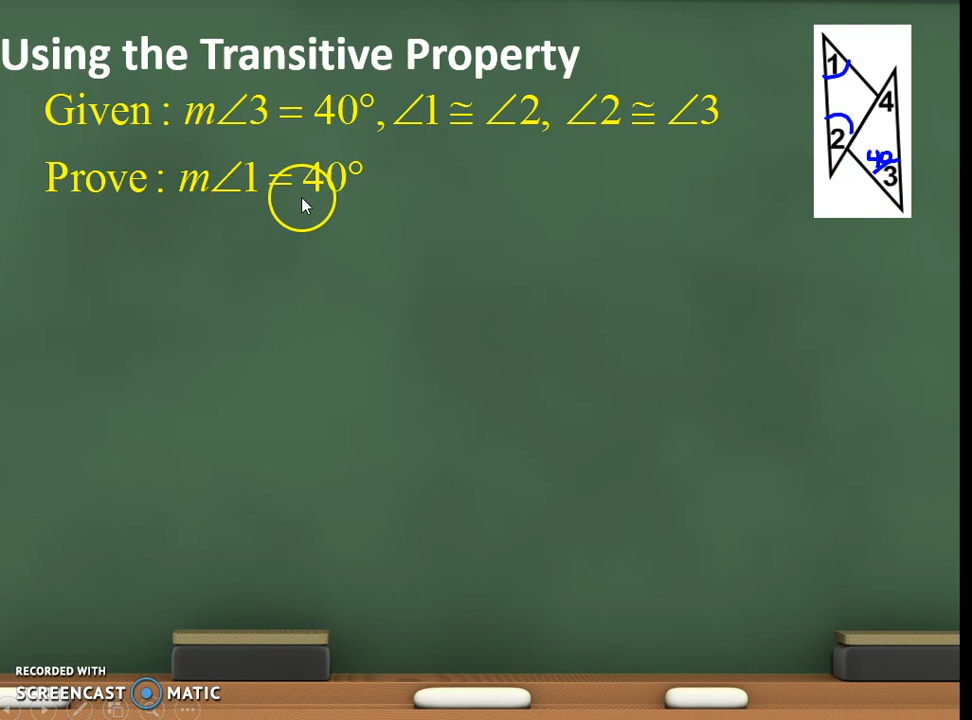 Using the Transitive Property
Given : m∠3 = 40°, ∠1 ≅ ∠2, ∠2 ≅ ∠3
Prove : m∠1 = 40°
1
4
2
40
3
RECORDED WITH
SCREENCAST MATIC